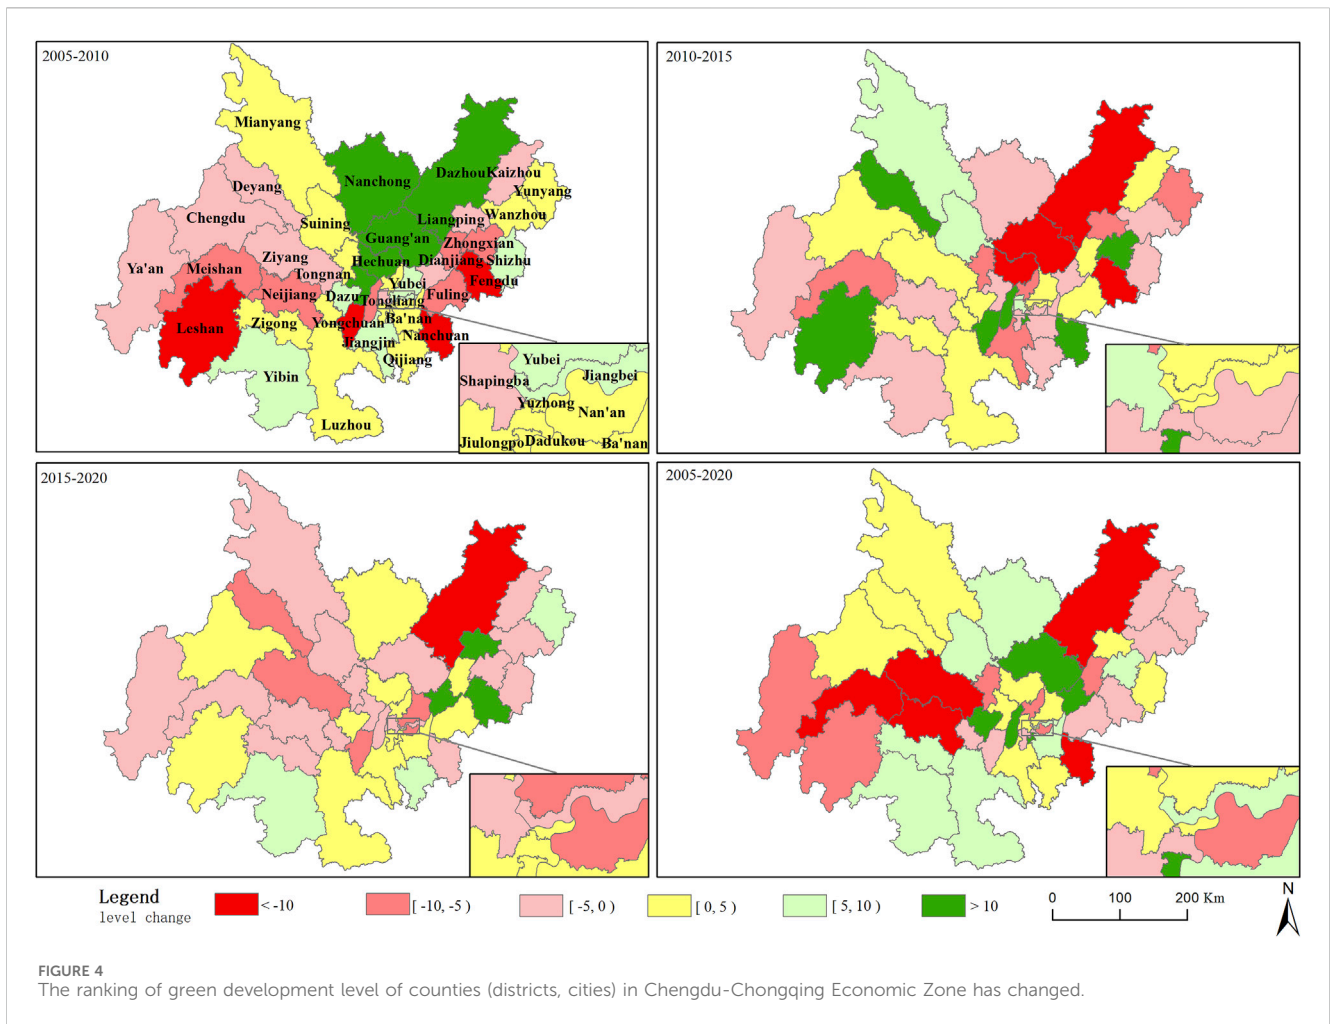 2005-2010
2010-2015
Mianyang
Deyang
Nanchong
Dazhou
Kaizhou
Yunyang
Chengdu
Suining
Liangping
Wanzhou
Guang'an
Zhongxian
Ya'an
Meishan
Ziyang
Hechuan
Dianjiang
Shizhu
Tongnan
Fengdu
Neijiang
Dazu
Yubei
Tongliang
Fuling
Leshan
Zigong
Yongchuan
Ba'nan
Nanchuan
Jiangjin
Qijiang
Yibin
Luzhou
Yubei
Shapingba
Jiangbei
Yuzhong
Nan'an
Jiulongpo
Dadukou
Ba'nan
2015-2020
2005-2020
Legend
level change
< -10
[ -10, -5 )
[ -5, 0 )
[ 0, 5 )
[ 5, 10 )
> 10
0 100 200 Km
N
FIGURE 4
The ranking of green development level of counties (districts, cities) in Chengdu-Chongqing Economic Zone has changed.